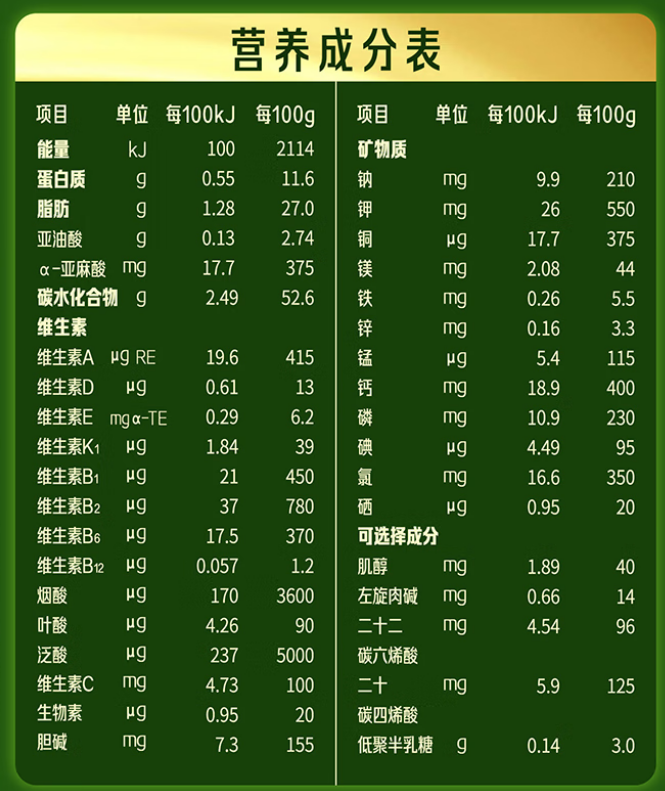 营养成分表
项目 单位 每100kJ 每100g
能量 kJ 100 2114
蛋白质 g 0.55 11.6
脂肪 g 1.28 27.0
亚油酸 g 0.13 2.74
α-亚麻酸 mg 17.7 375
碳水化合物 g 2.49 52.6
维生素
维生素A μg RE 19.6 415
维生素D μg 0.61 13
维生素E mg α-TE 0.29 6.2
维生素K₁ μg 1.84 39
维生素B₁ μg 21 450
维生素B₂ μg 37 780
维生素B₆ μg 17.5 370
维生素B₁₂ μg 0.057 1.2
烟酸 μg 170 3600
叶酸 μg 4.26 90
泛酸 μg 237 5000
维生素C mg 4.73 100
生物素 μg 0.95 20
胆碱 mg 7.3 155
项目 单位 每100kJ 每100g
矿物质
钠 mg 9.9 210
钾 mg 26 550
铜 μg 17.7 375
镁 mg 2.08 44
铁 mg 0.26 5.5
锌 mg 0.16 3.3
锰 μg 5.4 115
钙 mg 18.9 400
磷 mg 10.9 230
碘 μg 4.49 95
氯 mg 16.6 350
硒 μg 0.95 20
可选择成分
肌醇 mg 1.89 40
左旋肉碱 mg 0.66 14
二十二 mg 4.54 96
碳六烯酸
二十 mg 5.9 125
碳四烯酸
低聚半乳糖 g 0.14 3.0